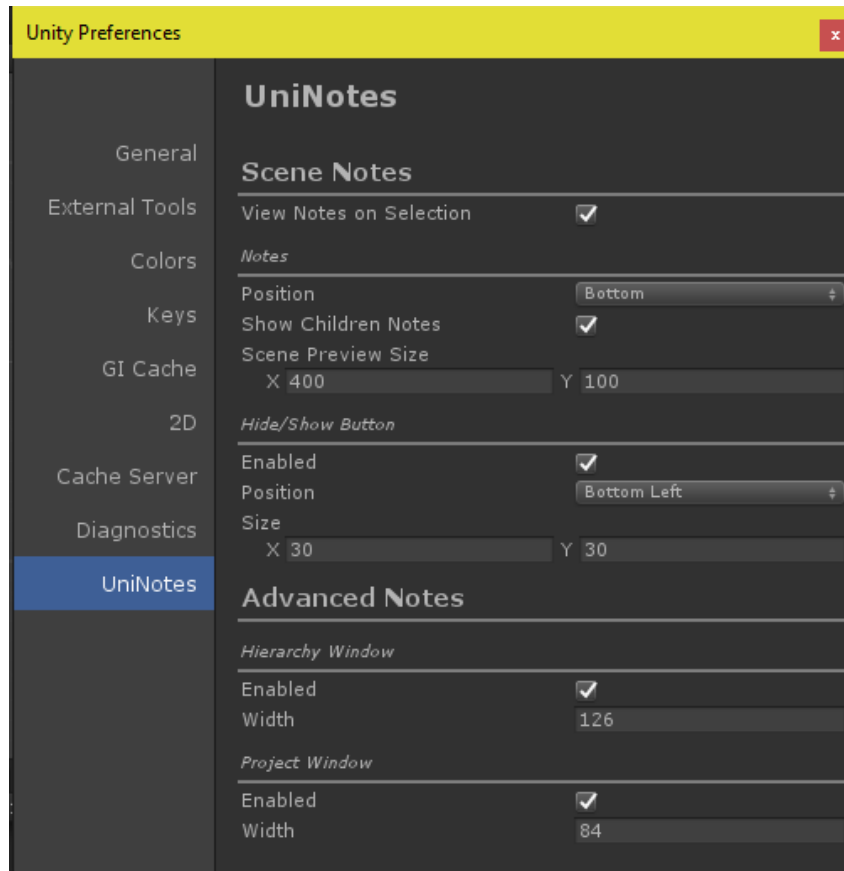 Unity Preferences
x
General
External Tools
Colors
Keys
GI Cache
2D
Cache Server
Diagnostics
UniNotes
UniNotes
Scene Notes
View Notes on Selection
Notes
Position Bottom
Show Children Notes
Scene Preview Size
X 400 Y 100
Hide/Show Button
Enabled
Position Bottom Left
Size
X 30 Y 30
Advanced Notes
Hierarchy Window
Enabled
Width 126
Project Window
Enabled
Width 84